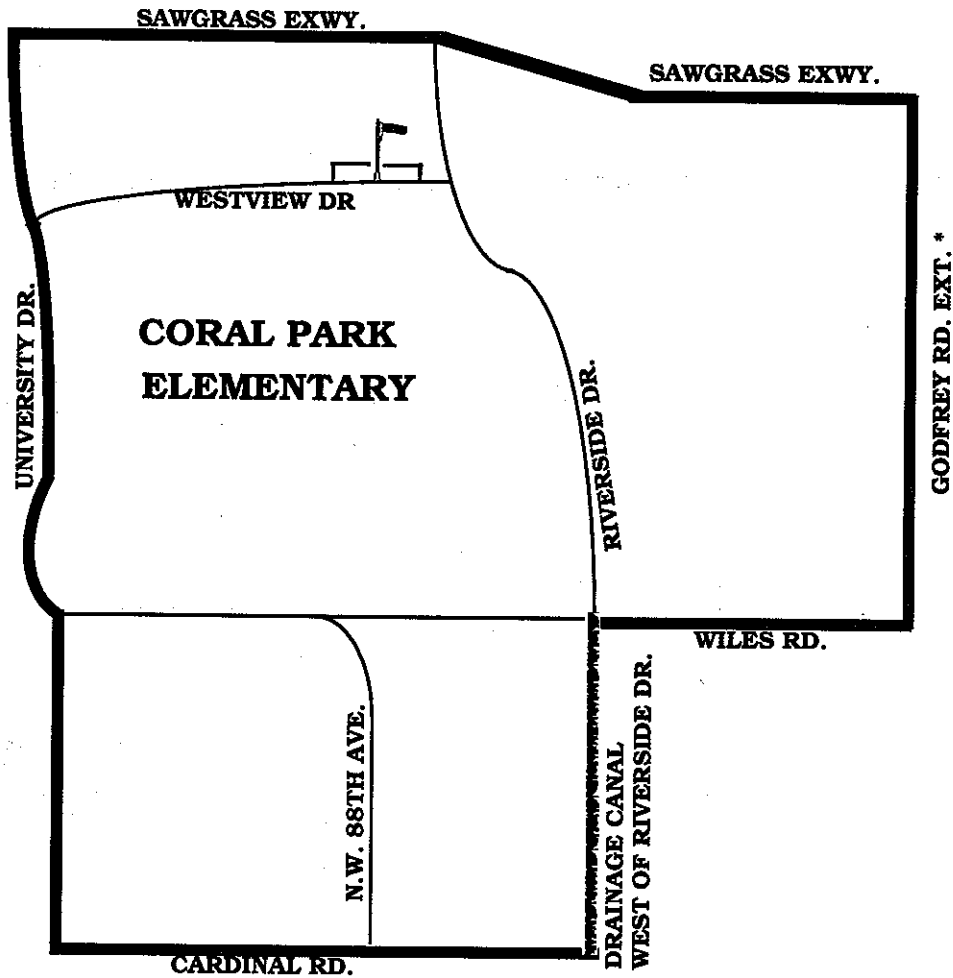 SAWGRASS EXWY.
SAWGRASS EXWY.
WESTVIEW DR
UNIVERSITY DR.
CORAL PARK
ELEMENTARY
RIVERSIDE DR.
GODFREY RD. EXT. *
WILES RD.
N.W. 88TH AVE.
DRAINAGE CANAL
WEST OF RIVERSIDE DR.
CARDINAL RD.